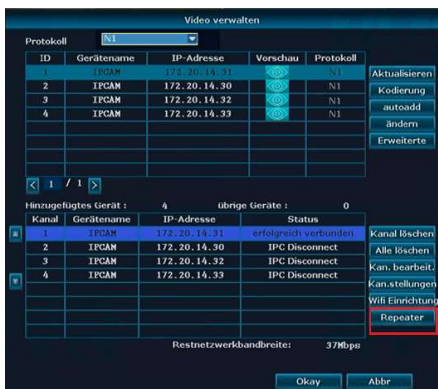 Video verwalten
Protokoll N1
ID Gerätename IP-Adresse Vorschau Protokoll
1 IPCAM 172.20.14.31 N1
2 IPCAM 172.20.14.30 N1
3 IPCAM 172.20.14.32 N1
4 IPCAM 172.20.14.33 N1
Aktualisieren
Kodierung
autoadd
ändern
Erweiterte
< 1 / 1 >
Hinzugefügtes Gerät : 4 übrige Geräte : 0
Kanal Gerätename IP-Adresse Status
1 IPCAM 172.20.14.31 erfolgreich verbunden
2 IPCAM 172.20.14.30 IPC Disconnect
3 IPCAM 172.20.14.32 IPC Disconnect
4 IPCAM 172.20.14.33 IPC Disconnect
Kanal löschen
Alle löschen
Kan. bearbeit.
Kan.stellungen
Wifi Einrichtung
Repeater
Restnetzwerkbandbreite: 37Mbps
Okay Abbr